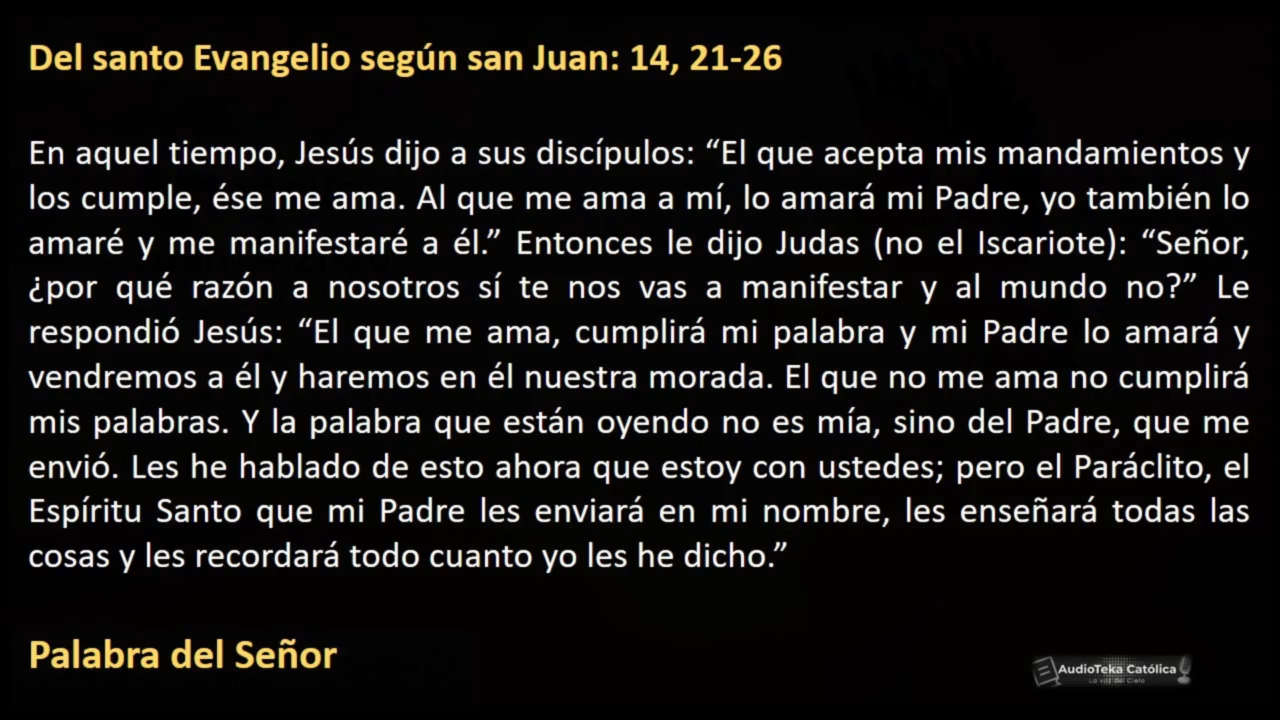 Del santo Evangelio según san Juan: 14, 21-26
En aquel tiempo, Jesús dijo a sus discípulos: “El que acepta mis mandamientos y
los cumple, ése me ama. Al que me ama a mí, lo amará mi Padre, yo también lo
amaré y me manifestaré a él.” Entonces le dijo Judas (no el Iscariote): “Señor,
¿por qué razón a nosotros sí te nos vas a manifestar y al mundo no?” Le
respondió Jesús: “El que me ama, cumplirá mi palabra y mi Padre lo amará y
vendremos a él y haremos en él nuestra morada. El que no me ama no cumplirá
mis palabras. Y la palabra que están oyendo no es mía, sino del Padre, que me
envió. Les he hablado de esto ahora que estoy con ustedes; pero el Paráclito, el
Espíritu Santo que mi Padre les enviará en mi nombre, les enseñará todas las
cosas y les recordará todo cuanto yo les he dicho.”
Palabra del Señor
AudioTeka Católica
La voz del Cielo